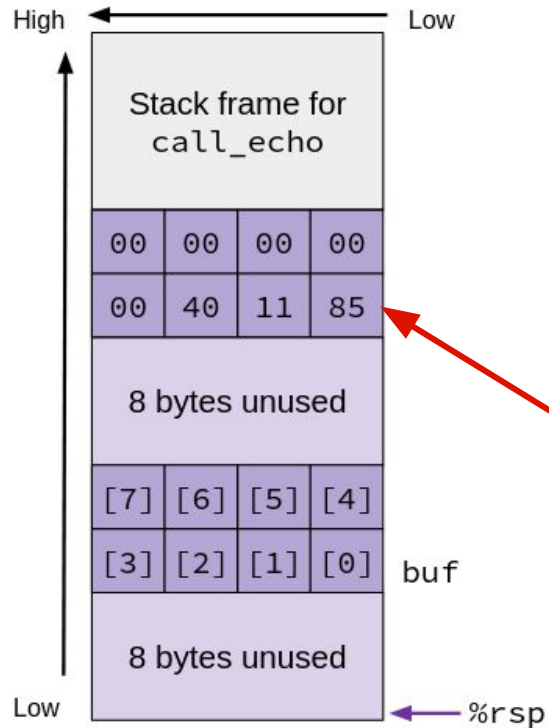 High Low
Stack frame for
call_echo
00 00 00 00
00 40 11 85
8 bytes unused
[7] [6] [5] [4]
[3] [2] [1] [0] buf
8 bytes unused
Low %rsp